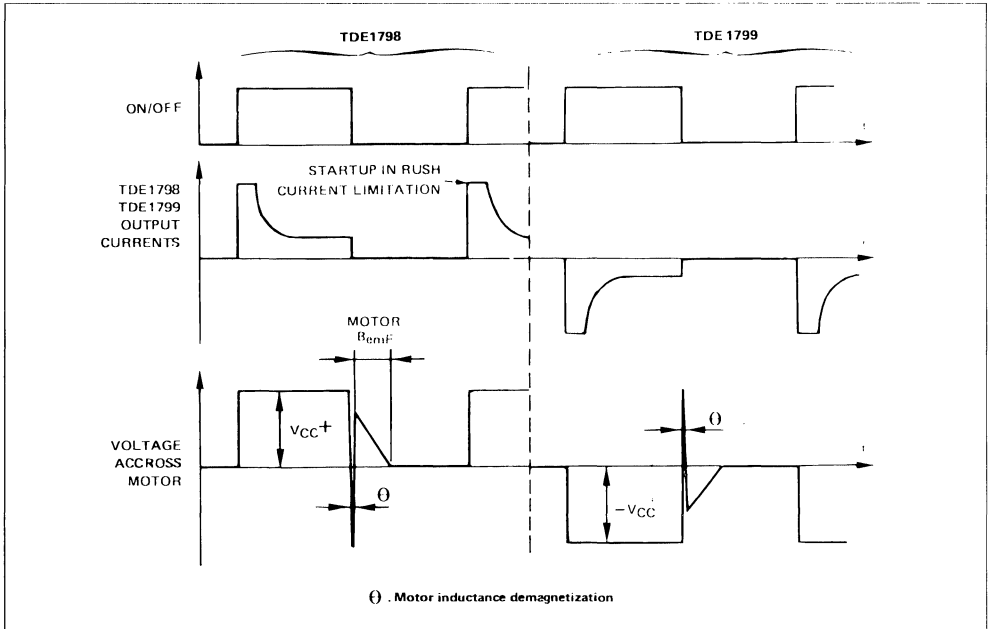 TDE1798
TDE1799
ON/OFF
STARTUP IN RUSH
CURRENT LIMITATION
TDE1798
TDE1799
OUTPUT
CURRENTS
MOTOR
BemF
VCC+
θ
VOLTAGE
ACCROSS
MOTOR
θ
-VCC
θ . Motor inductance demagnetization